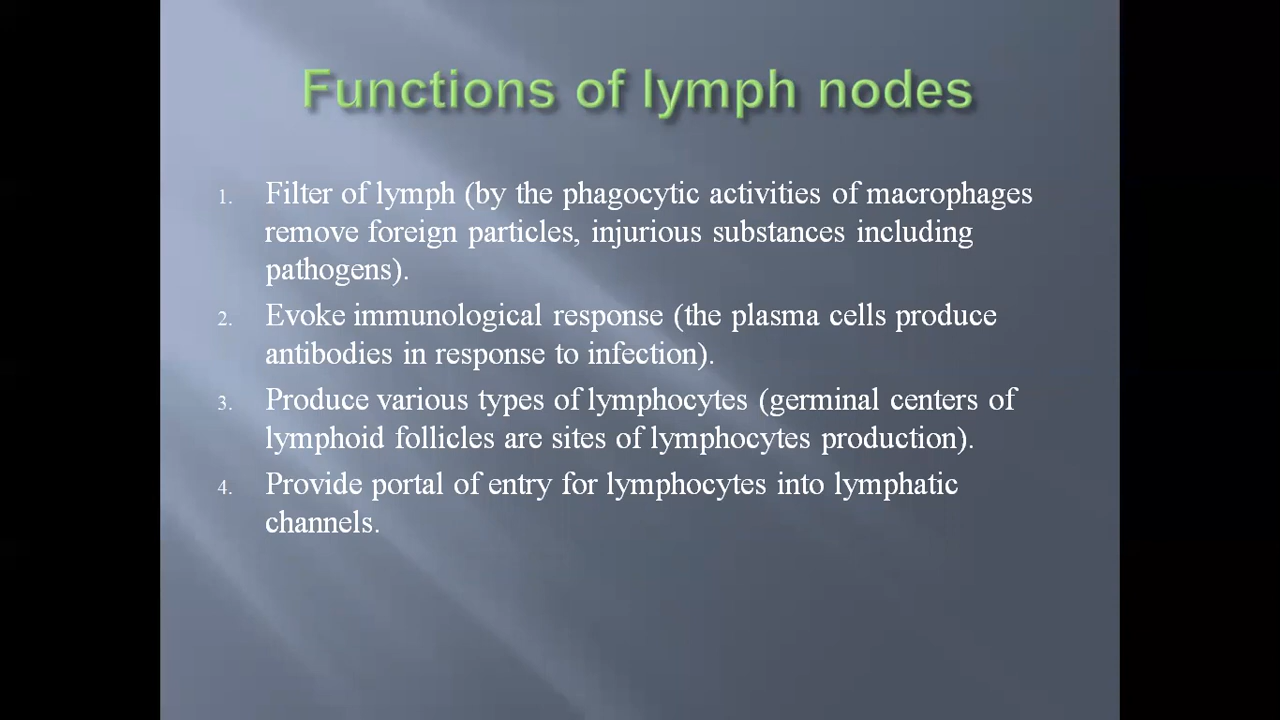 Functions of lymph nodes
1. Filter of lymph (by the phagocytic activities of macrophages
remove foreign particles, injurious substances including
pathogens).
2. Evoke immunological response (the plasma cells produce
antibodies in response to infection).
3. Produce various types of lymphocytes (germinal centers of
lymphoid follicles are sites of lymphocytes production).
4. Provide portal of entry for lymphocytes into lymphatic
channels.